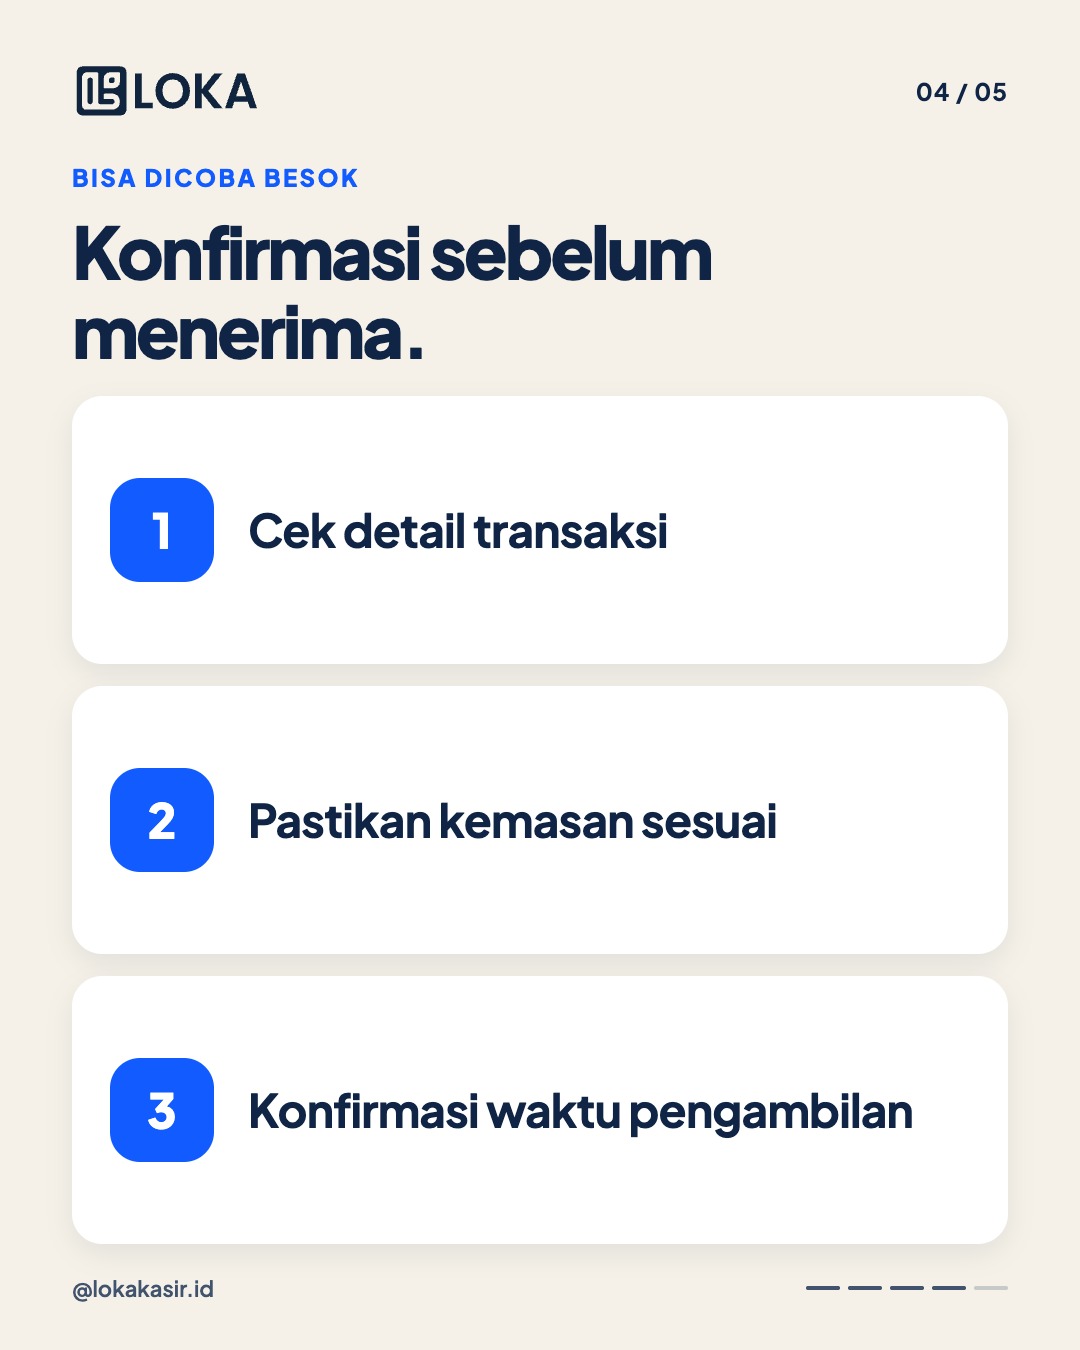 LOKA
04 / 05
BISA DICOBA BESOK
Konfirmasi sebelum
menerima.
1
Cek detail transaksi
2
Pastikan kemasan sesuai
3
Konfirmasi waktu pengambilan
@lokakasir.id